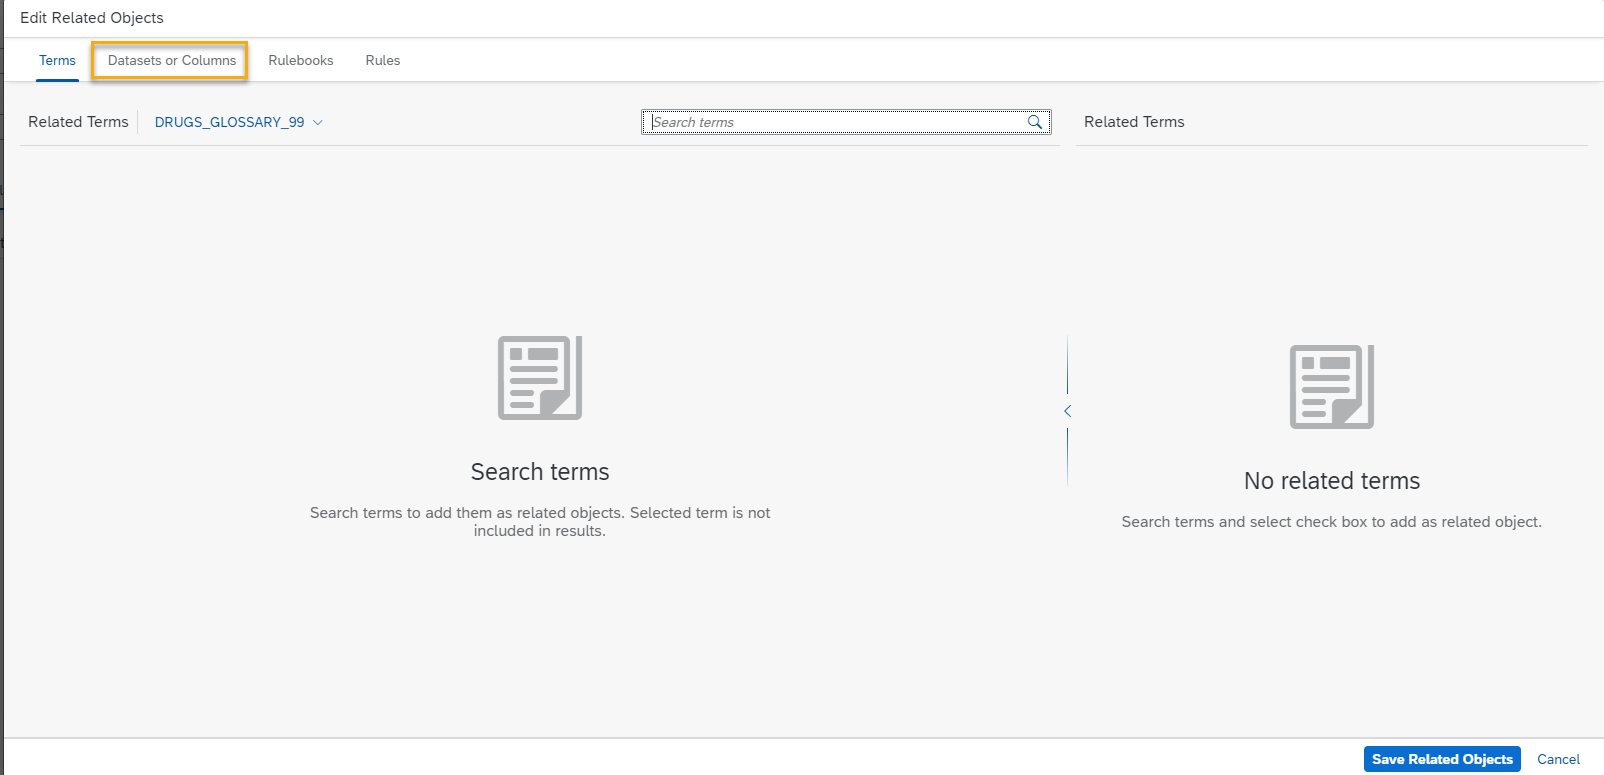 Edit Related Objects
Terms
Datasets or Columns
Rulebooks
Rules
Related Terms
DRUGS_GLOSSARY_99
Search terms
Related Terms
Search terms
Search terms to add them as related objects. Selected term is not
included in results.
No related terms
Search terms and select check box to add as related object.
Save Related Objects
Cancel